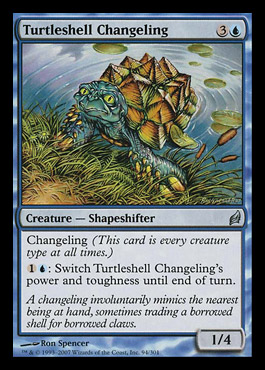 Turtleshell Changeling 3
Creature — Shapeshifter
Changeling (This card is every creature
type at all times.)
1 : Switch Turtleshell Changeling's
power and toughness until end of turn.
A changeling involuntarily mimics the nearest
being at hand, sometimes trading a borrowed
shell for borrowed claws.
Ron Spencer
1/4
™ & © 1993-2007 Wizards of the Coast, Inc. 94/301